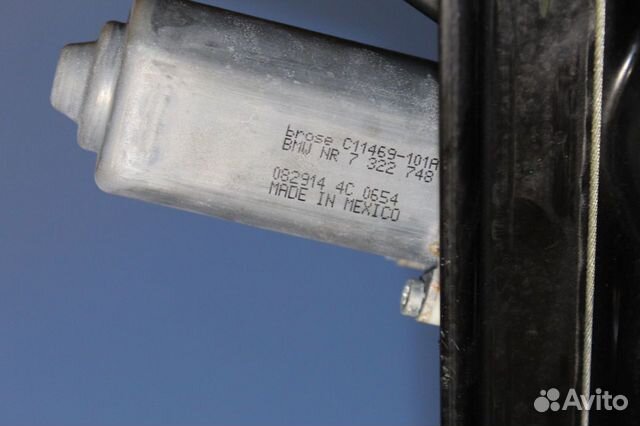 brose C11469-101A
BMW NR 7 322 748
082914 4C 0654
MADE IN MEXICO
Avito